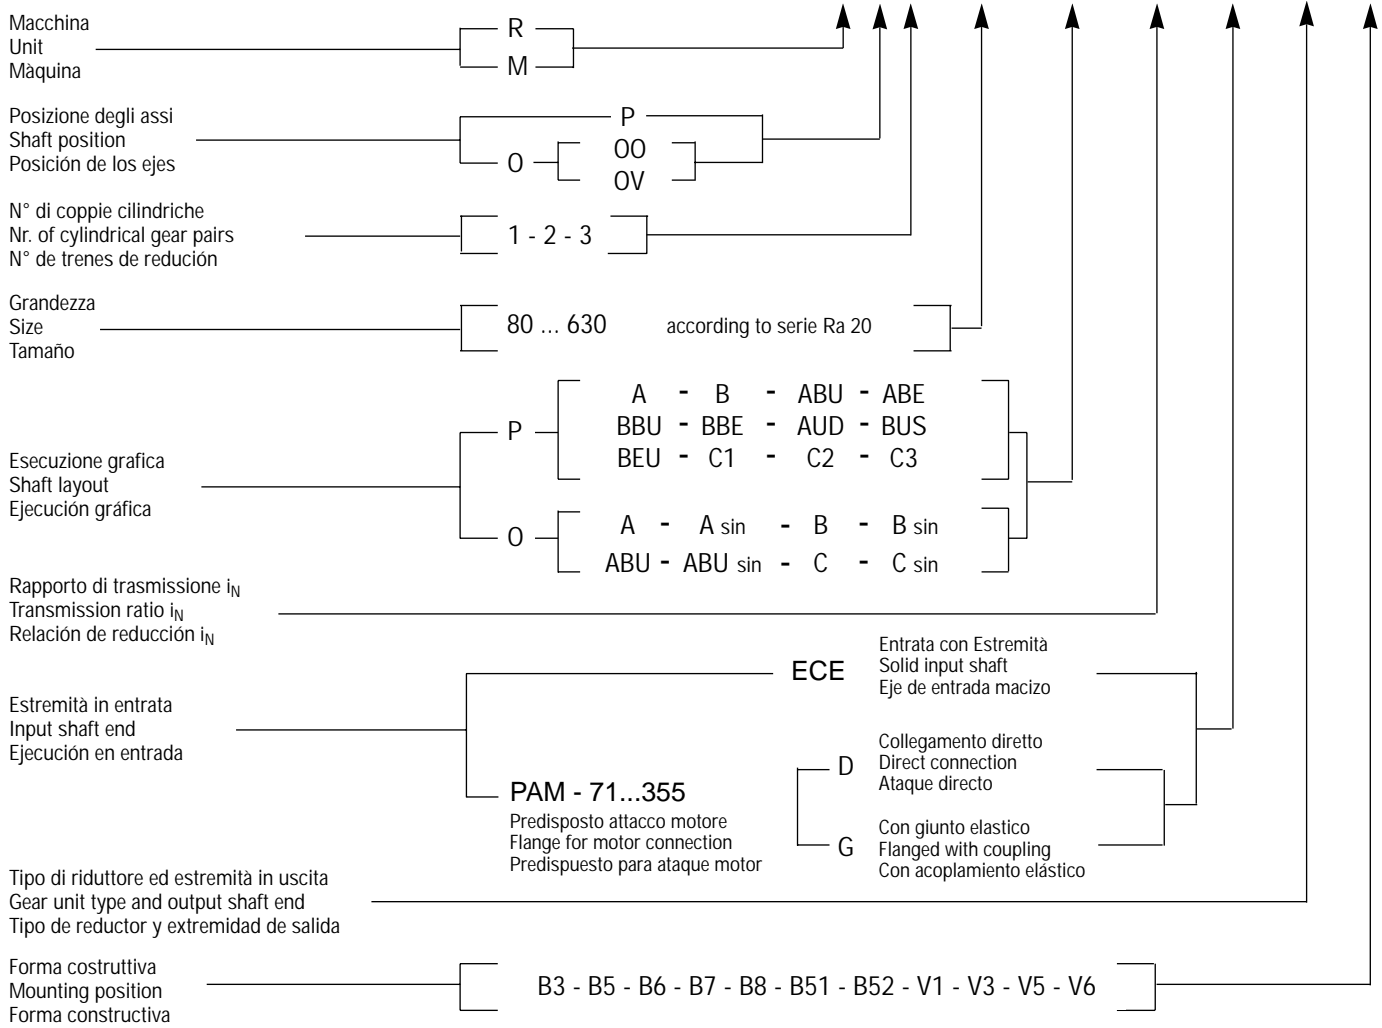 Macchina
Unit
Màquina
R
M
Posizione degli assi
Shaft position
Posición de los ejes
P
O
OO
OV
N° di coppie cilindriche
Nr. of cylindrical gear pairs
N° de trenes de redución
1 - 2 - 3
Grandezza
Size
Tamaño
80 ... 630 according to serie Ra 20
Esecuzione grafica
Shaft layout
Ejecución gráfica
P
A - B - ABU - ABE
BBU - BBE - AUD - BUS
BEU - C1 - C2 - C3
O
A - A sin - B - B sin
ABU - ABU sin - C - C sin
Rapporto di trasmissione iN
Transmission ratio iN
Relación de reducción iN
Estremità in entrata
Input shaft end
Ejecución en entrada
ECE
Entrata con Estremità
Solid input shaft
Eje de entrada macizo
PAM - 71...355
Predisposto attacco motore
Flange for motor connection
Predispuesto para ataque motor
D
Collegamento diretto
Direct connection
Ataque directo
G
Con giunto elastico
Flanged with coupling
Con acoplamiento elástico
Tipo di riduttore ed estremità in uscita
Gear unit type and output shaft end
Tipo de reductor y extremidad de salida
Forma costruttiva
Mounting position
Forma constructiva
B3 - B5 - B6 - B7 - B8 - B51 - B52 - V1 - V3 - V5 - V6